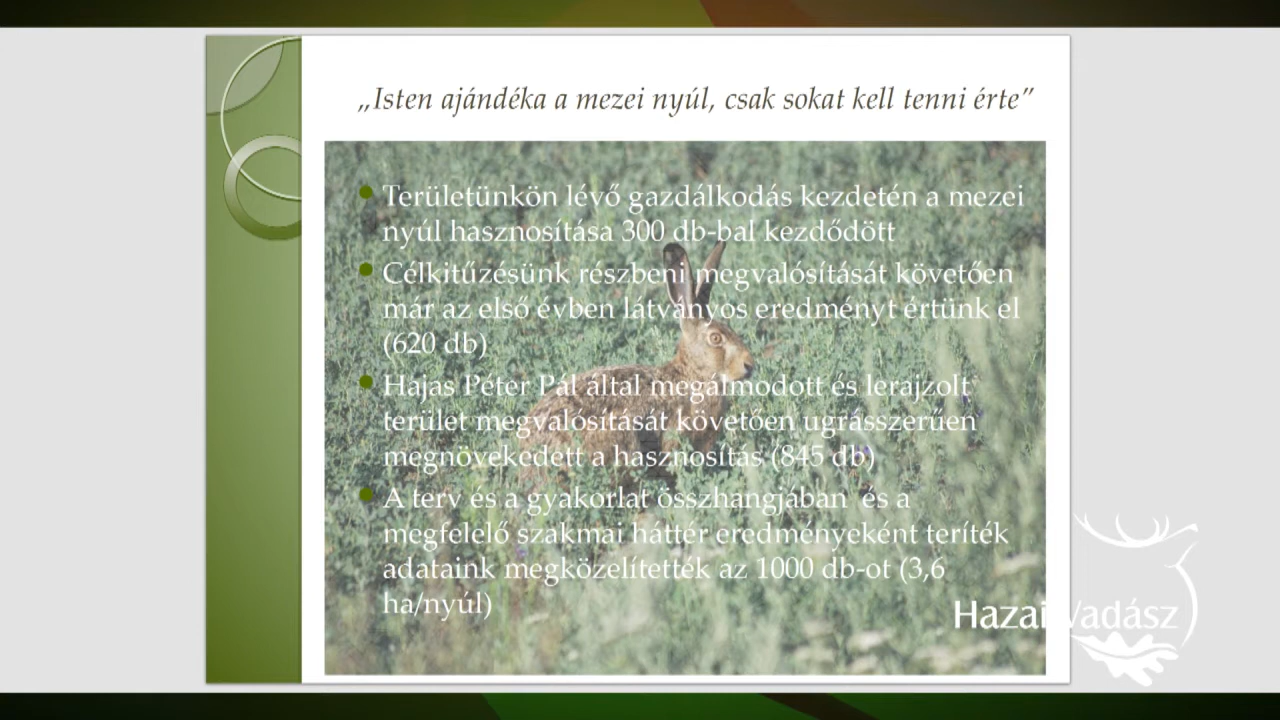 „Isten ajándéka a mezei nyúl, csak sokat kell tenni érte”
Területünkön lévő gazdálkodás kezdetén a mezei
nyúl hasznosítása 300 db-bal kezdődött
Célkitűzésünk részbeni megvalósítását követően
már az első évben látványos eredményt értünk el
(620 db)
Hajas Péter Pál által megálmodott és lerajzolt
terület megvalósítását követően ugrásszerűen
megnövekedett a hasznosítás (845 db)
A terv és a gyakorlat összhangjában és a
megfelelő szakmai háttér eredményeként teríték
adataink megközelítették az 1000 db-ot (3,6
ha/nyúl)
Hazai Vadász